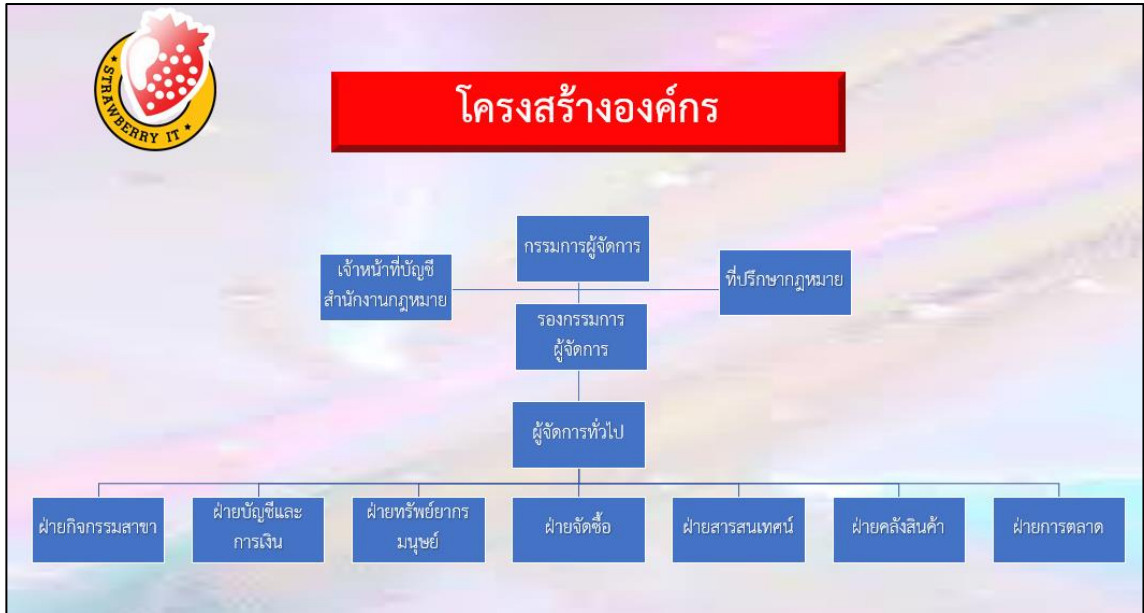 STRAWBERRY IT
โครงสร้างองค์กร
กรรมการผู้จัดการ
เจ้าหน้าที่บัญชี
สำนักงานกฎหมาย
ที่ปรึกษากฎหมาย
รองกรรมการ
ผู้จัดการ
ผู้จัดการทั่วไป
ฝ่ายกิจกรรมสาขา
ฝ่ายบัญชีและ
การเงิน
ฝ่ายทรัพย์ยากร
มนุษย์
ฝ่ายจัดซื้อ
ฝ่ายสารสนเทศน์
ฝ่ายคลังสินค้า
ฝ่ายการตลาด